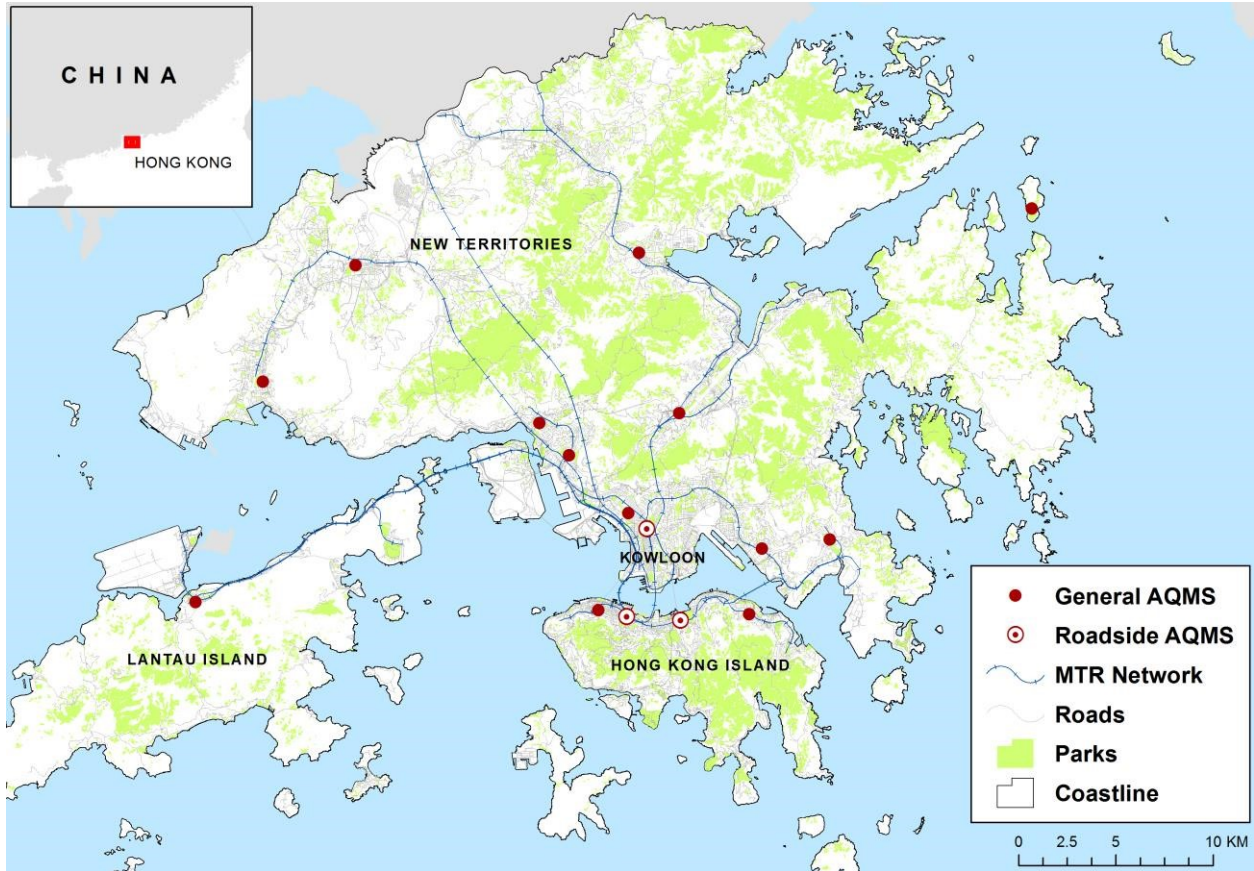 CHINA
HONG KONG
NEW TERRITORIES
KOWLOON
LANTAU ISLAND
HONG KONG ISLAND
General AQMS
Roadside AQMS
MTR Network
Roads
Parks
Coastline
0 2.5 5 10 KM